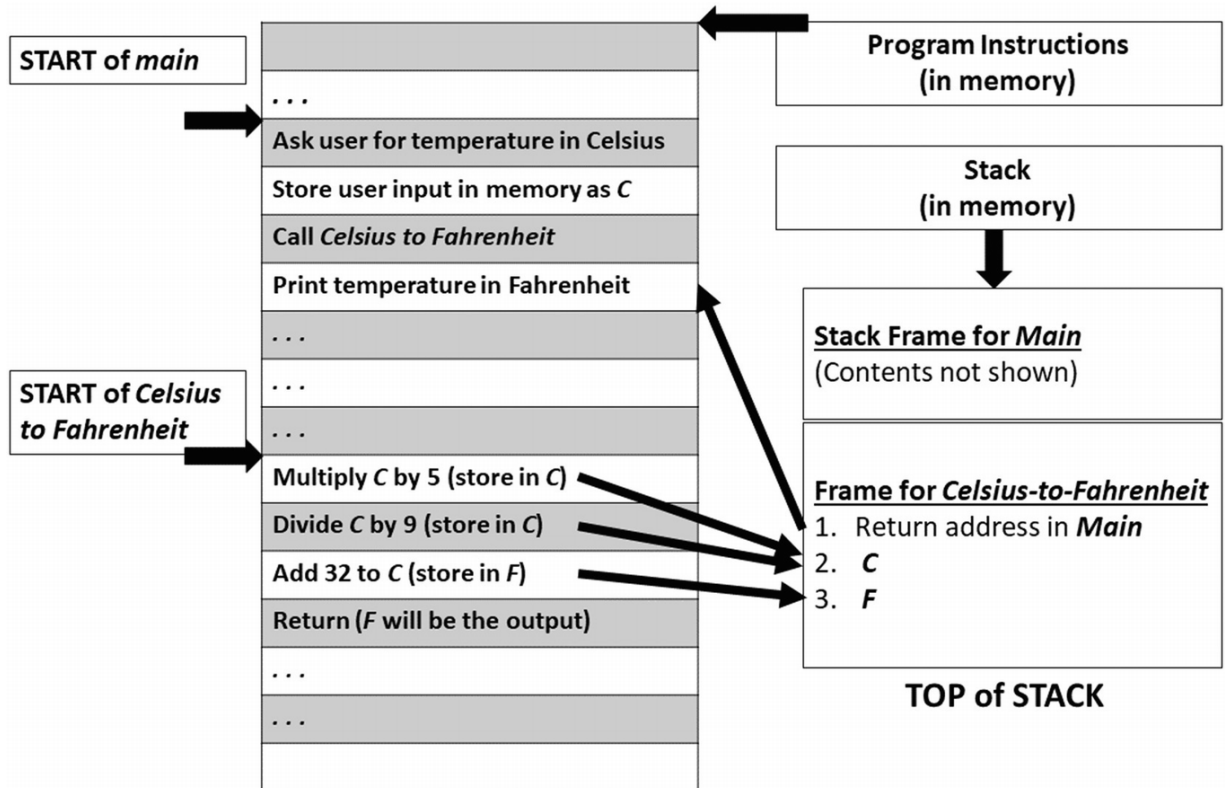 START of main
. . .
Ask user for temperature in Celsius
Store user input in memory as C
Call Celsius to Fahrenheit
Print temperature in Fahrenheit
. . .
. . .
. . .
START of Celsius
to Fahrenheit
Multiply C by 5 (store in C)
Divide C by 9 (store in C)
Add 32 to C (store in F)
Return (F will be the output)
. . .
. . .
Program Instructions
(in memory)
Stack
(in memory)
Stack Frame for Main
(Contents not shown)
Frame for Celsius-to-Fahrenheit
1. Return address in Main
2. C
3. F
TOP of STACK